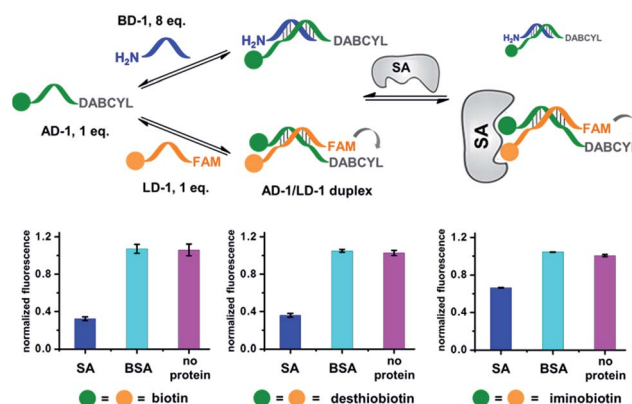 BD-1, 8 eq.
H₂N
AD-1, 1 eq.
DABCYL
LD-1, 1 eq.
FAM
H₂N
DABCYL
FAM
DABCYL
AD-1/LD-1 duplex
SA
H₂N
DABCYL
SA
FAM
DABCYL
normalized fluorescence
1.2
0.8
0.4
0.0
SA BSA no protein
= = biotin
normalized fluorescence
1.2
0.8
0.4
0.0
SA BSA no protein
= = desthiobiotin
normalized fluorescence
1.2
0.8
0.4
0.0
SA BSA no protein
= = iminobiotin